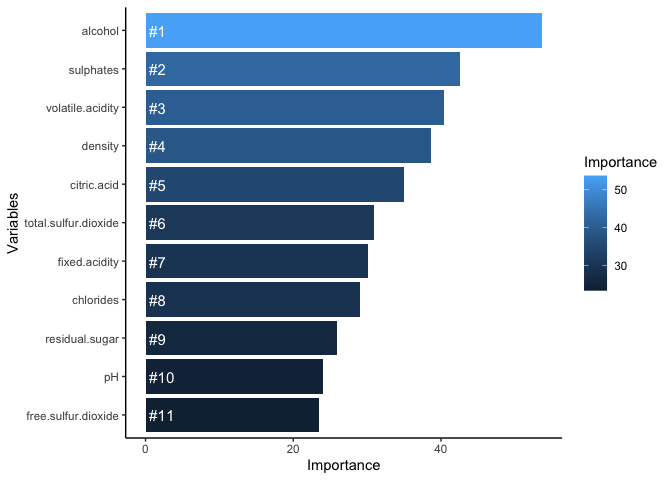 Variables
alcohol #1
sulphates #2
volatile.acidity #3
density #4
citric.acid #5
total.sulfur.dioxide #6
fixed.acidity #7
chlorides #8
residual.sugar #9
pH #10
free.sulfur.dioxide #11
0 20 40
Importance
Importance
50
40
30